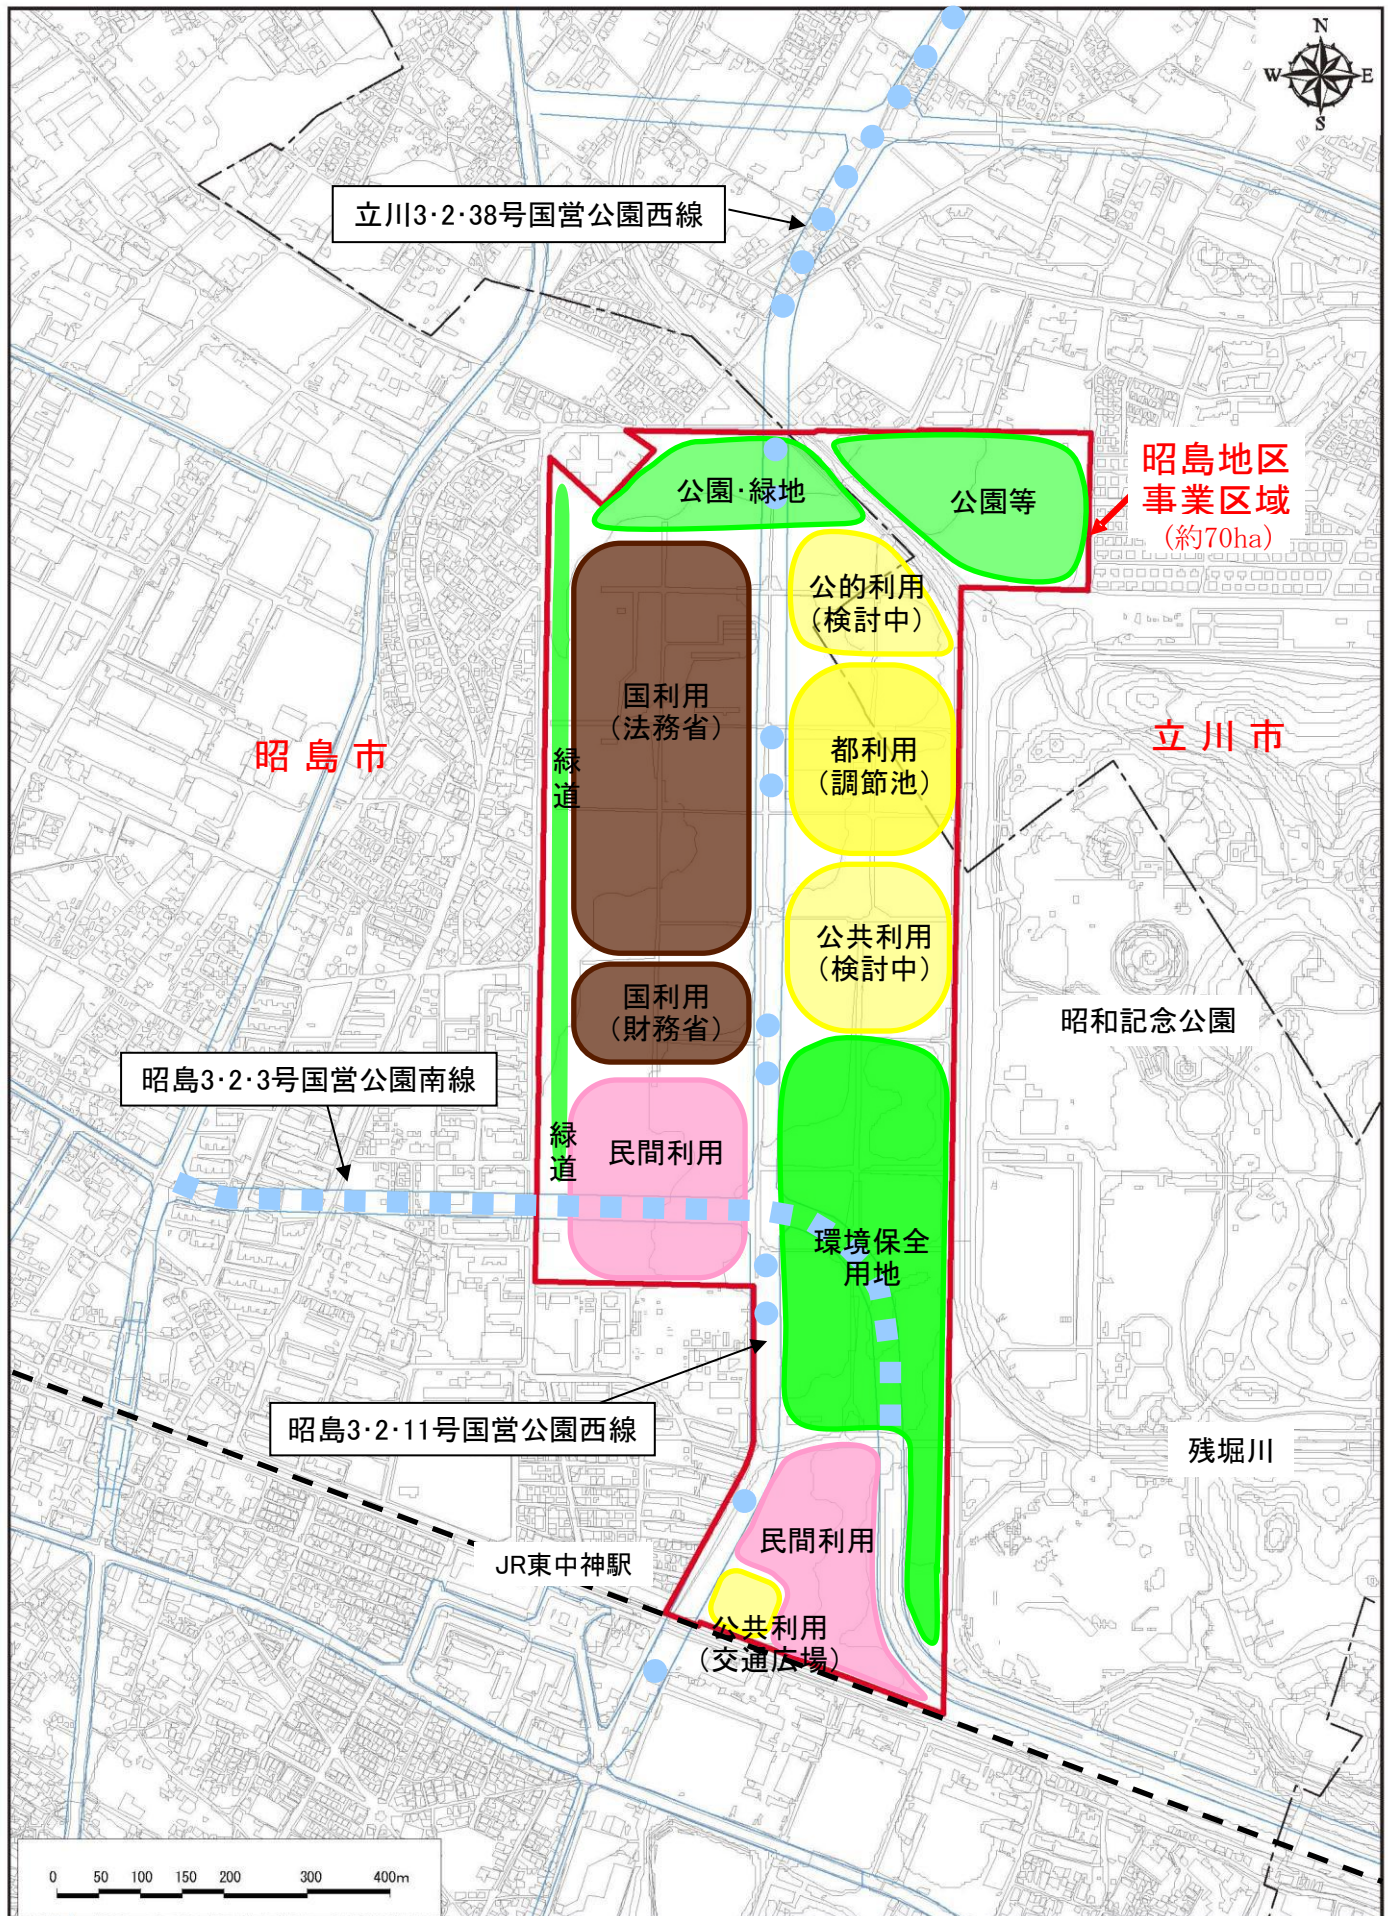 N
W E
S
立川3・2・38号国営公園西線
昭島地区
事業区域
(約70ha)
公園・緑地
公園等
公的利用
(検討中)
国利用
(法務省)
都利用
(調節池)
昭島市
立川市
緑道
公共利用
(検討中)
国利用
(財務省)
昭和記念公園
昭島3・2・3号国営公園南線
緑道
民間利用
環境保全
用地
昭島3・2・11号国営公園西線
残堀川
民間利用
JR東中神駅
公共利用
(交通広場)
0 50 100 150 200 300 400m